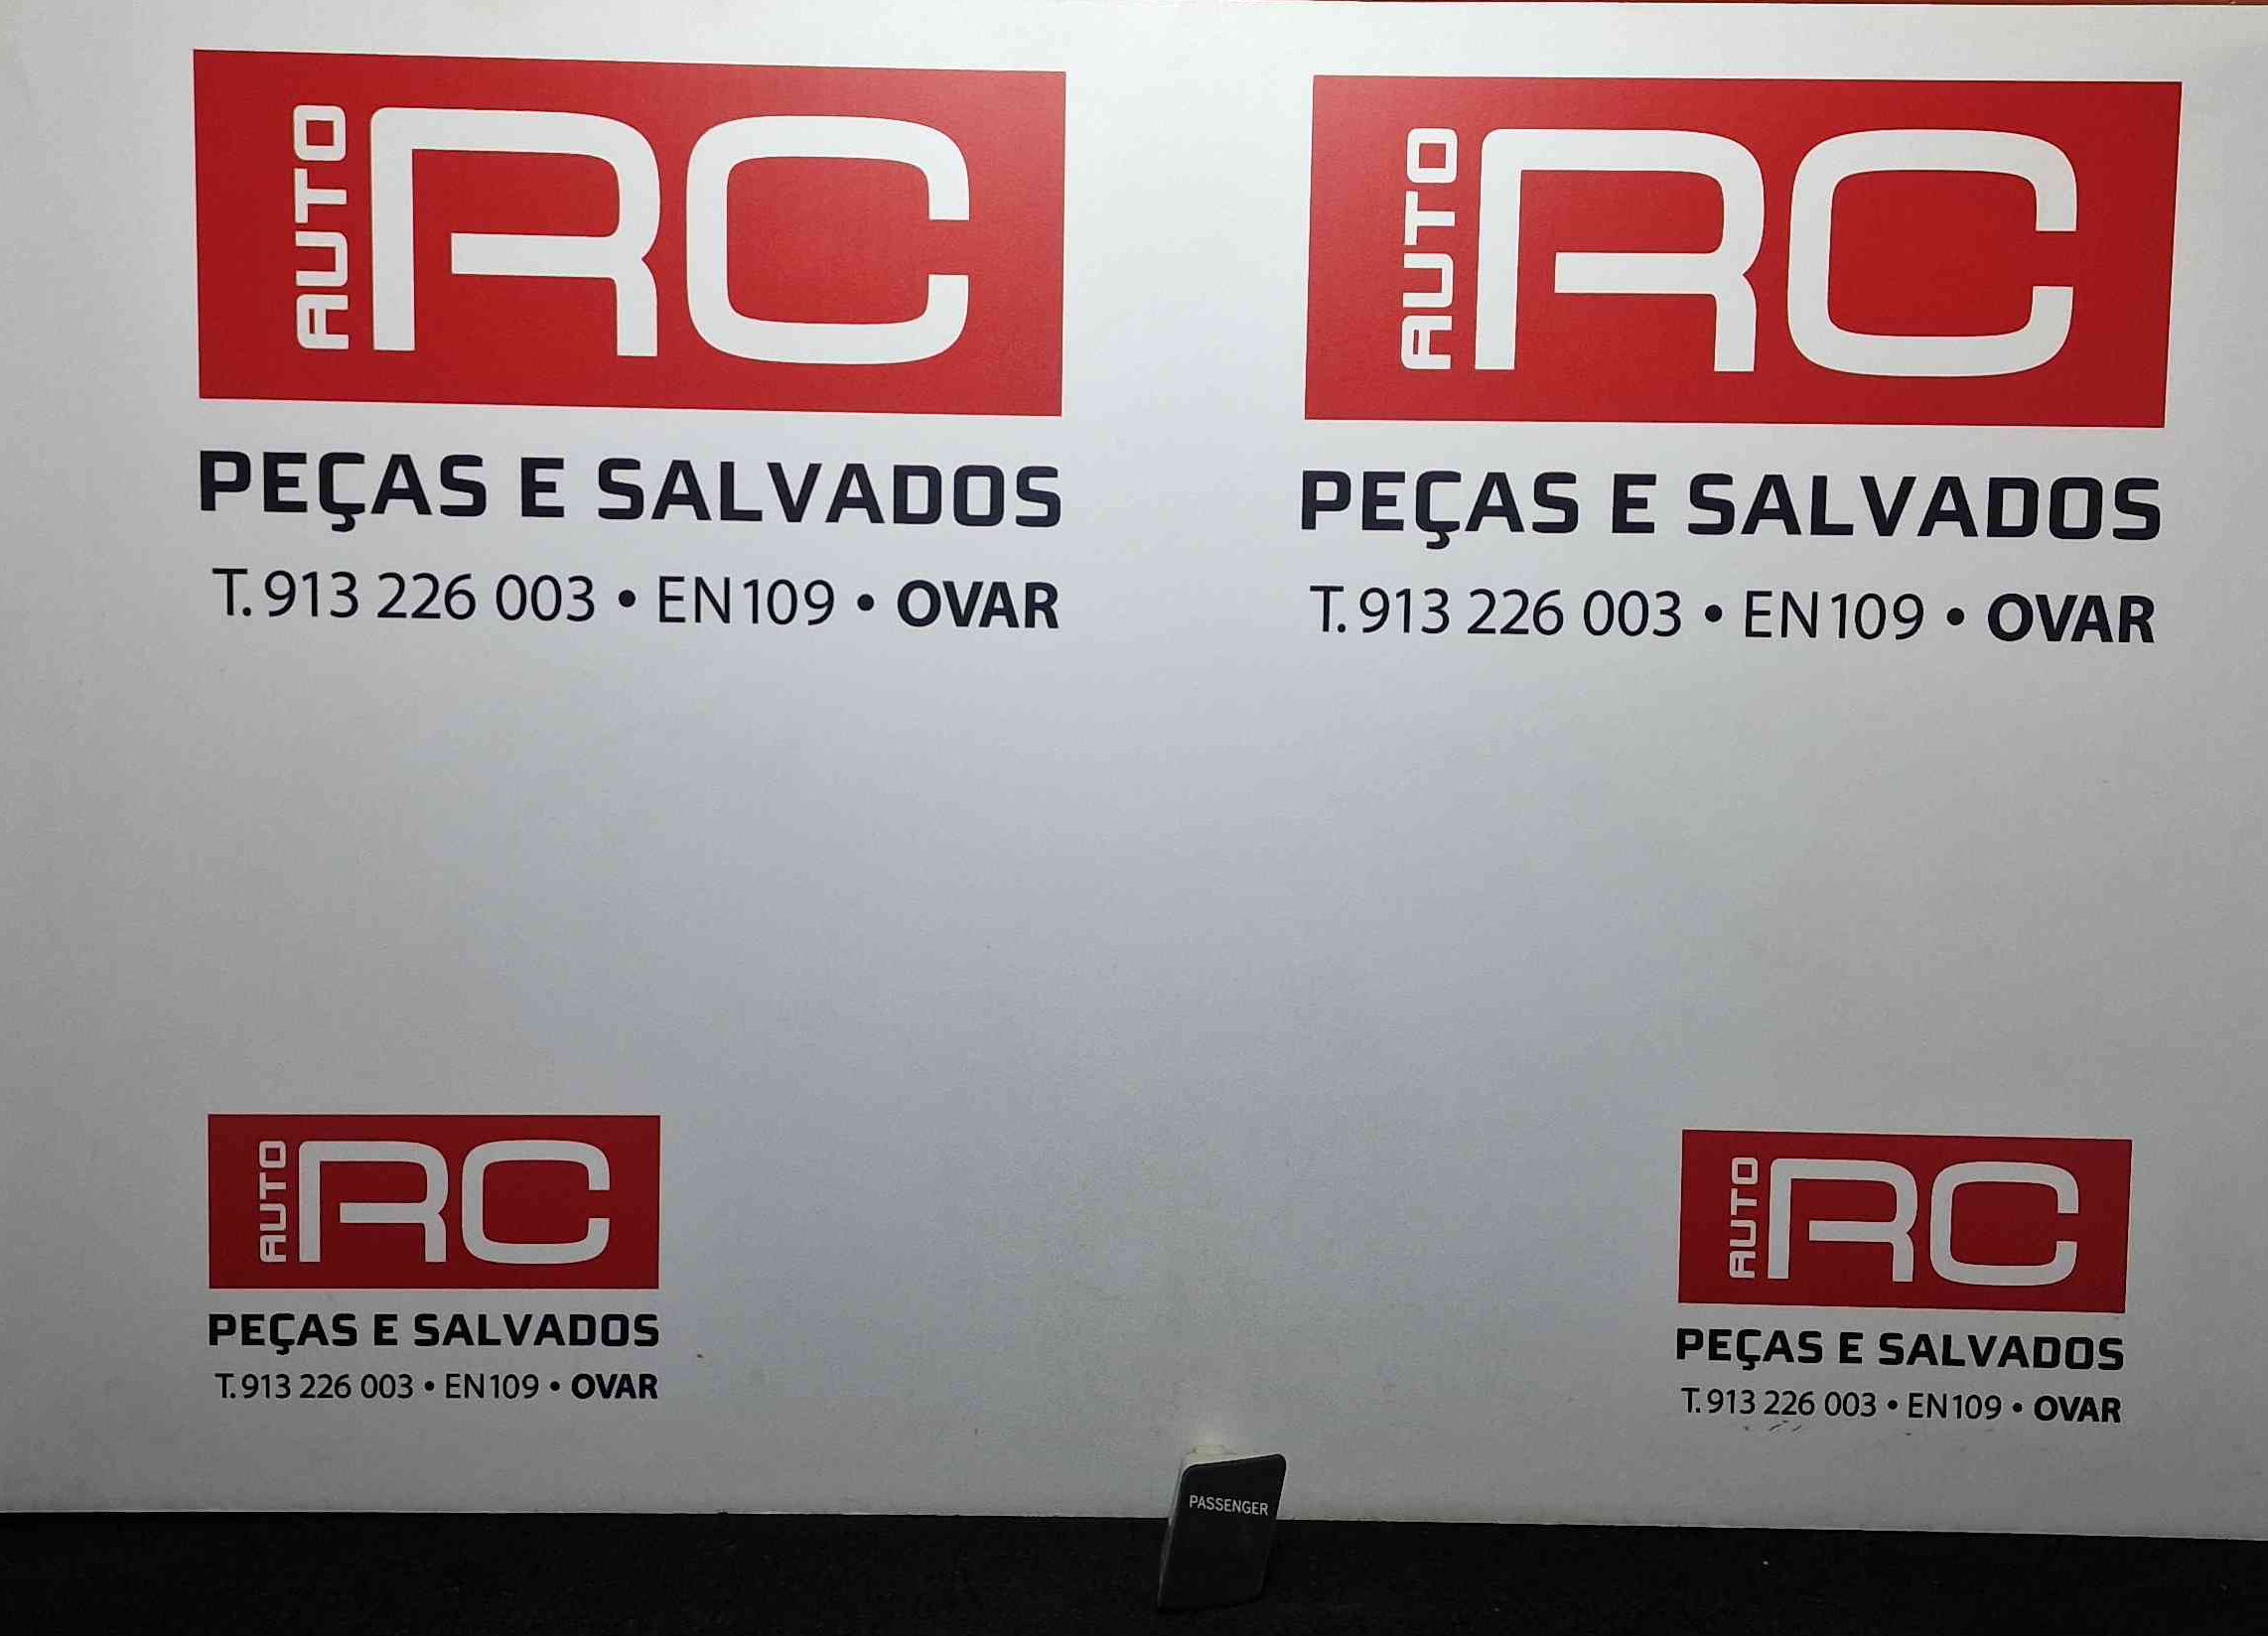 AUTO RC
PEÇAS E SALVADOS
T. 913 226 003 • EN109 • OVAR
AUTO RC
PEÇAS E SALVADOS
T. 913 226 003 • EN109 • OVAR
AUTO RC
PEÇAS E SALVADOS
T. 913 226 003 • EN109 • OVAR
AUTO RC
PEÇAS E SALVADOS
T. 913 226 003 • EN109 • OVAR
PASSENGER